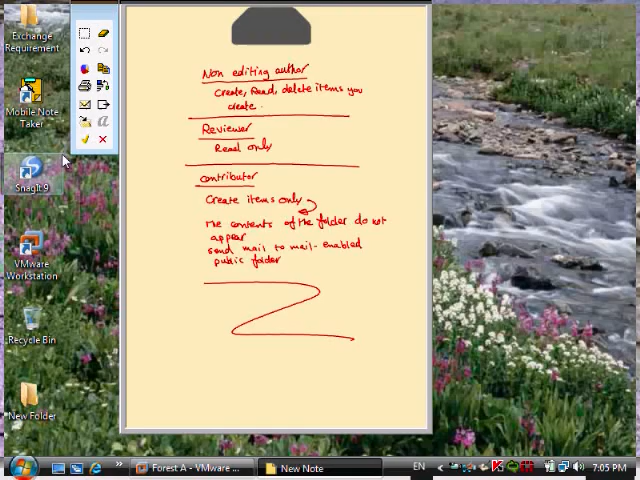 Exchange
Requirement
Mobile Note
Taker
SnagIt 9
VMware
Workstation
Recycle Bin
New Folder
Non editing author
Create, Read, delete items you
create.
Reviewer
Read only
contributor
Create items only
The contents of the folder do not
appear
send mail to mail-enabled
public folder
Forest A - VMware ...
New Note
EN
7:05 PM